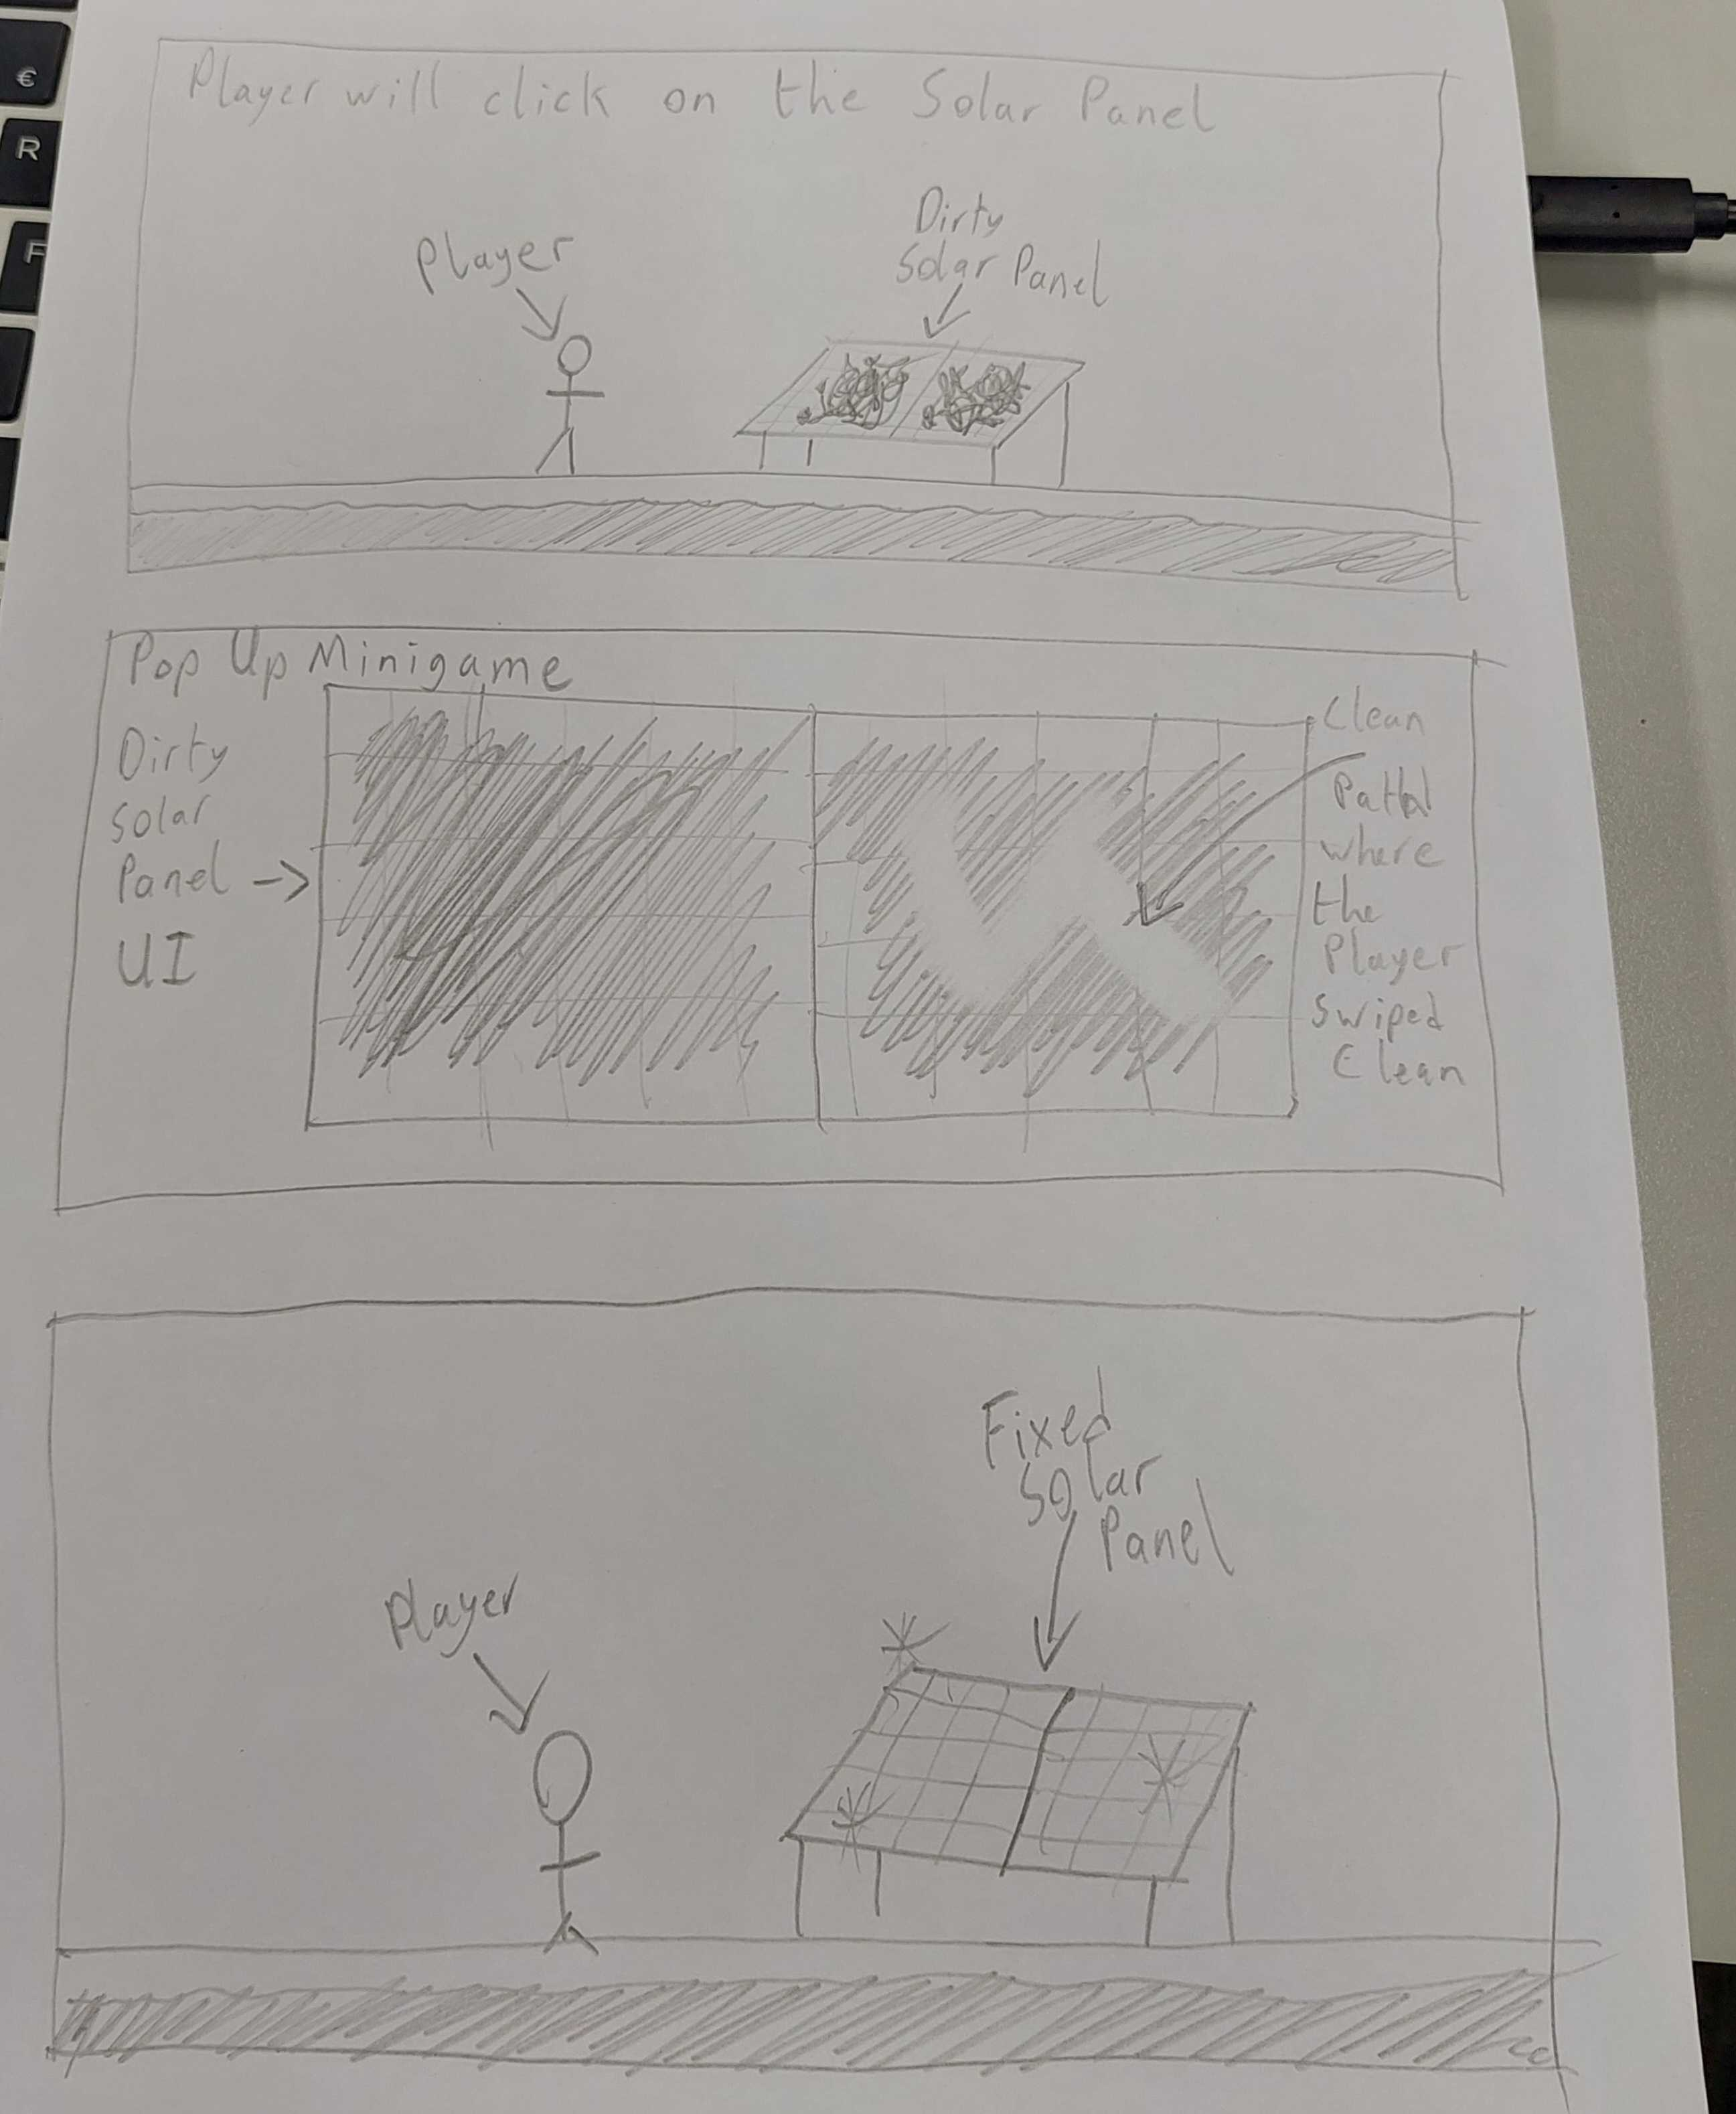 €
R
F
Player will click on the Solar Panel
Player
Dirty
Solar Panel
Pop Up Minigame
Dirty
Solar
Panel
UI
Clean
Path
where
the
Player
Swiped
Clean
Fixed
Solar
Panel
Player